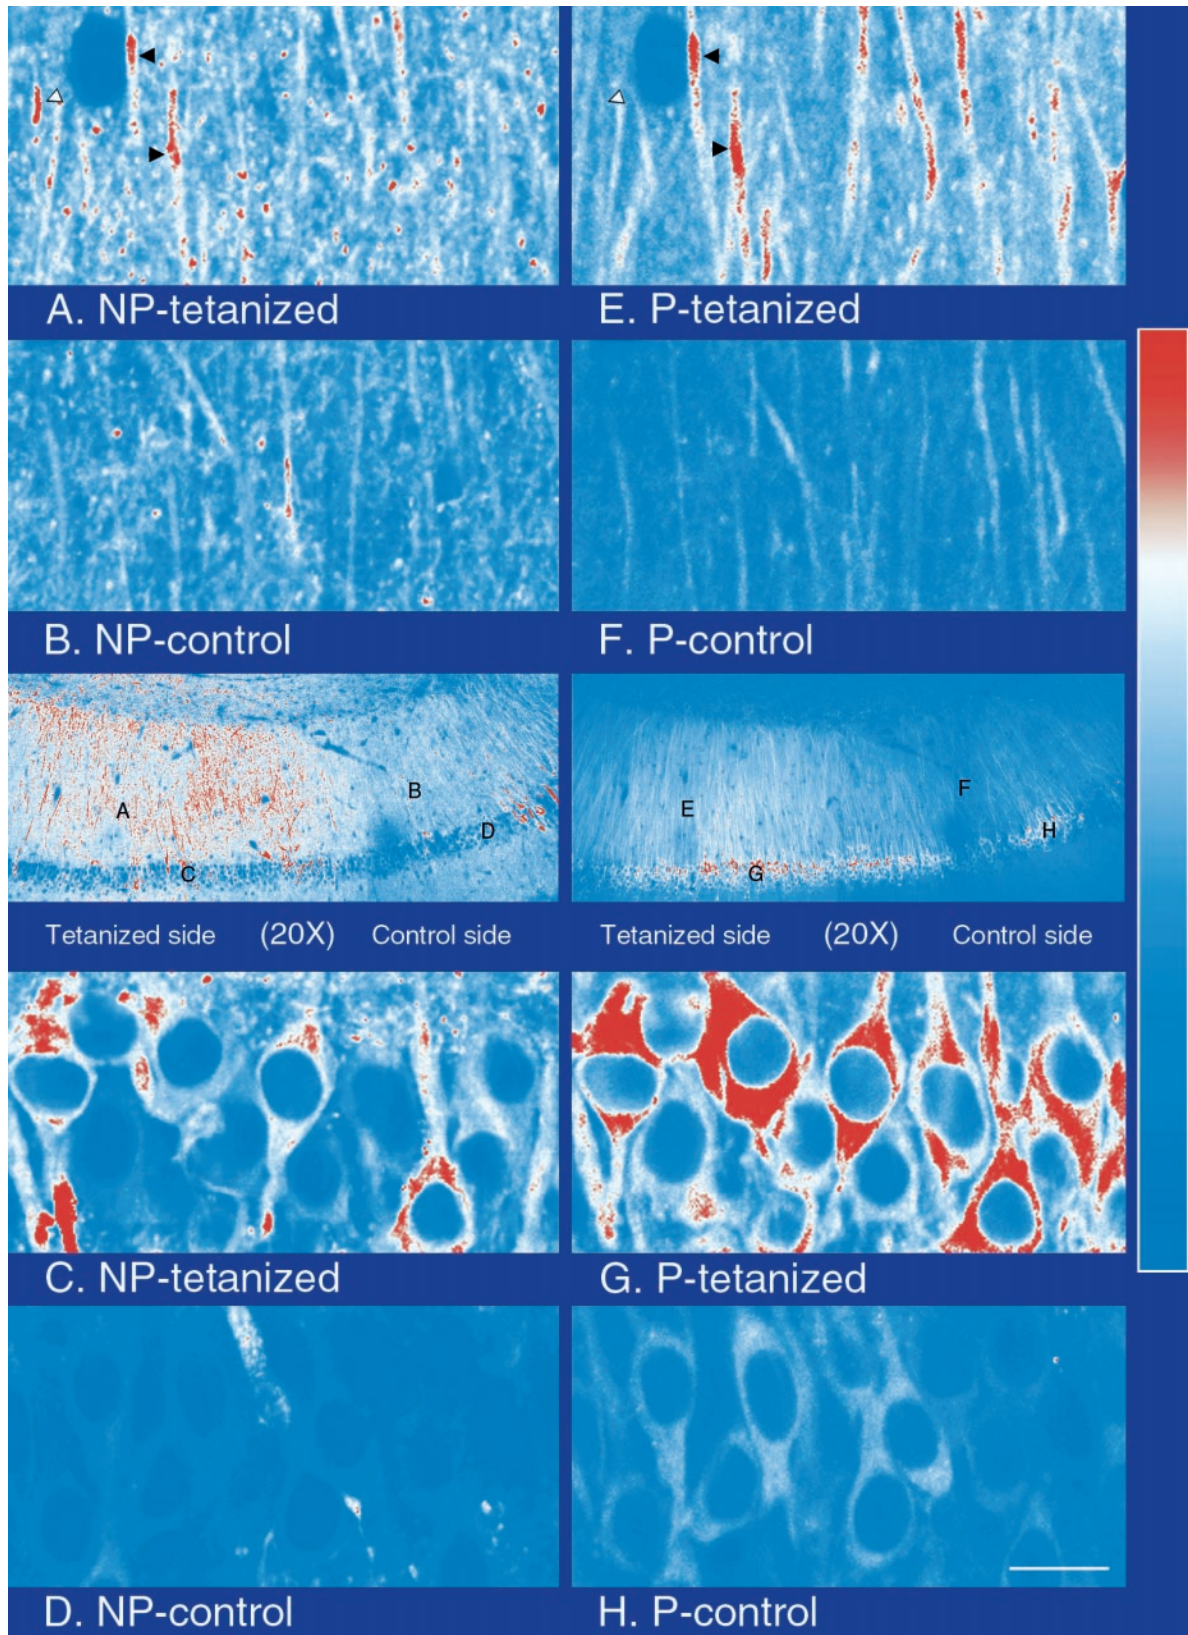 A. NP-tetanized
E. P-tetanized
B. NP-control
F. P-control
A
B
C
D
E
F
G
H
Tetanized side (20X) Control side
Tetanized side (20X) Control side
C. NP-tetanized
G. P-tetanized
D. NP-control
H. P-control